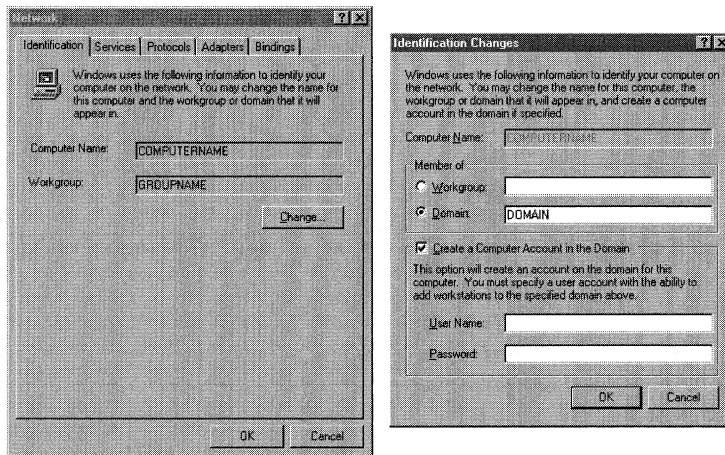 Network
Identification Services Protocols Adapters Bindings
Windows uses the following information to identify your
computer on the network. You may change the name for
this computer and the workgroup or domain that it will
appear in.
Computer Name: COMPUTERNAME
Workgroup: GROUPNAME
Change...
OK Cancel
Identification Changes
Windows uses the following information to identify your computer on
the network. You may change the name for this computer, the
workgroup or domain that it will appear in, and create a computer
account in the domain if specified.
Computer Name: COMPUTERNAME
Member of
Workgroup:
Domain: DOMAIN
Create a Computer Account in the Domain
This option will create an account on the domain for this
computer. You must specify a user account with the ability to
add workstations to the specified domain above.
User Name:
Password:
OK Cancel